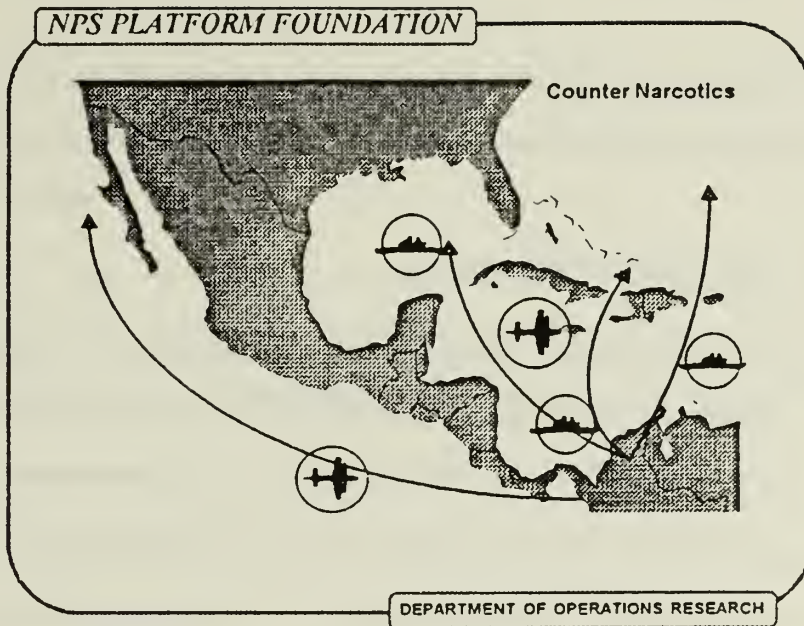 NPS PLATFORM FOUNDATION
Counter Narcotics
DEPARTMENT OF OPERATIONS RESEARCH